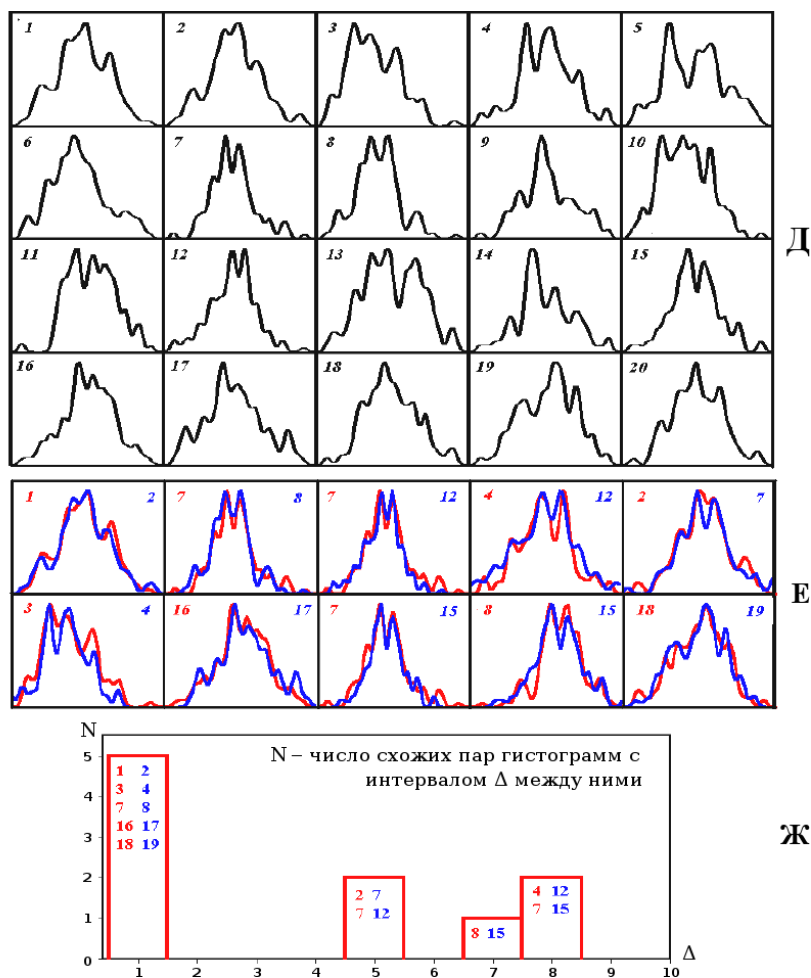 1 2 3 4 5
6 7 8 9 10
Д
11 12 13 14 15
16 17 18 19 20
1 2 7 8 7 12 4 12 2 7
Е
3 4 16 17 7 15 8 15 18 19
N
N – число схожих пар гистограмм с
интервалом Δ между ними
5
1 2
3 4
4
7 8
16 17
Ж
18 19
3
2
2 7
4 12
7 12
7 15
1
8 15
0
1 2 3 4 5 6 7 8 9 10 Δ